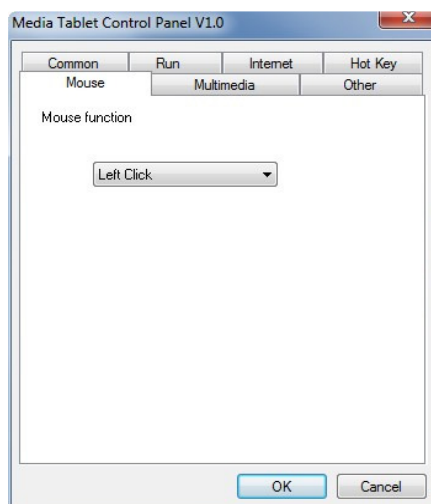 Media Tablet Control Panel V1.0
Common Run Internet Hot Key
Mouse Multimedia Other
Mouse function
Left Click
OK Cancel